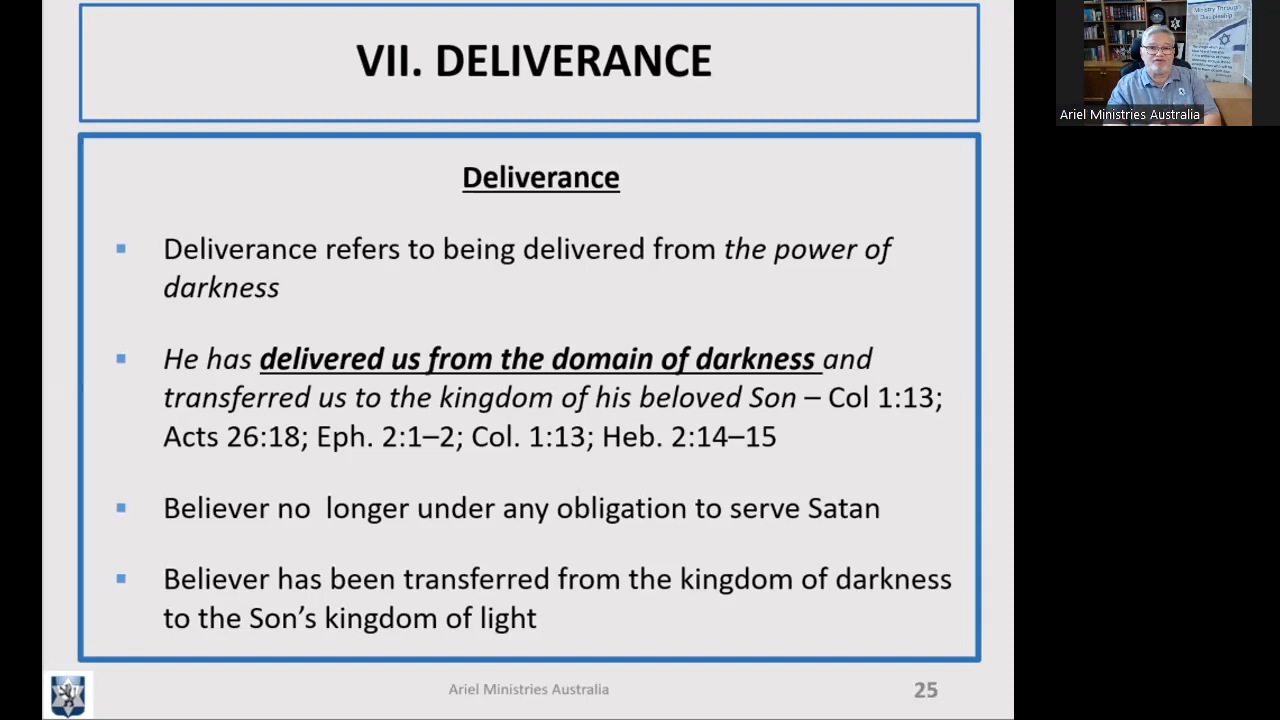 VII. DELIVERANCE
Deliverance
▪ Deliverance refers to being delivered from the power of
darkness
▪ He has delivered us from the domain of darkness and
transferred us to the kingdom of his beloved Son – Col 1:13;
Acts 26:18; Eph. 2:1–2; Col. 1:13; Heb. 2:14–15
▪ Believer no  longer under any obligation to serve Satan
▪ Believer has been transferred from the kingdom of darkness
to the Son’s kingdom of light
Ariel Ministries Australia
25
Ministry Through
Discipleship
Ariel Ministries Australia